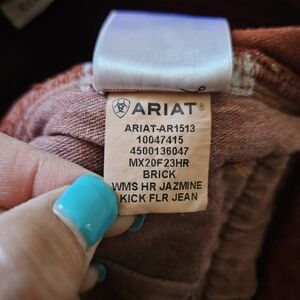 ARIAT®
ARIAT-AR1513
10047415
4500136047
MX20F23HR
BRICK
WMS HR JAZMINE
KICK FLR JEAN